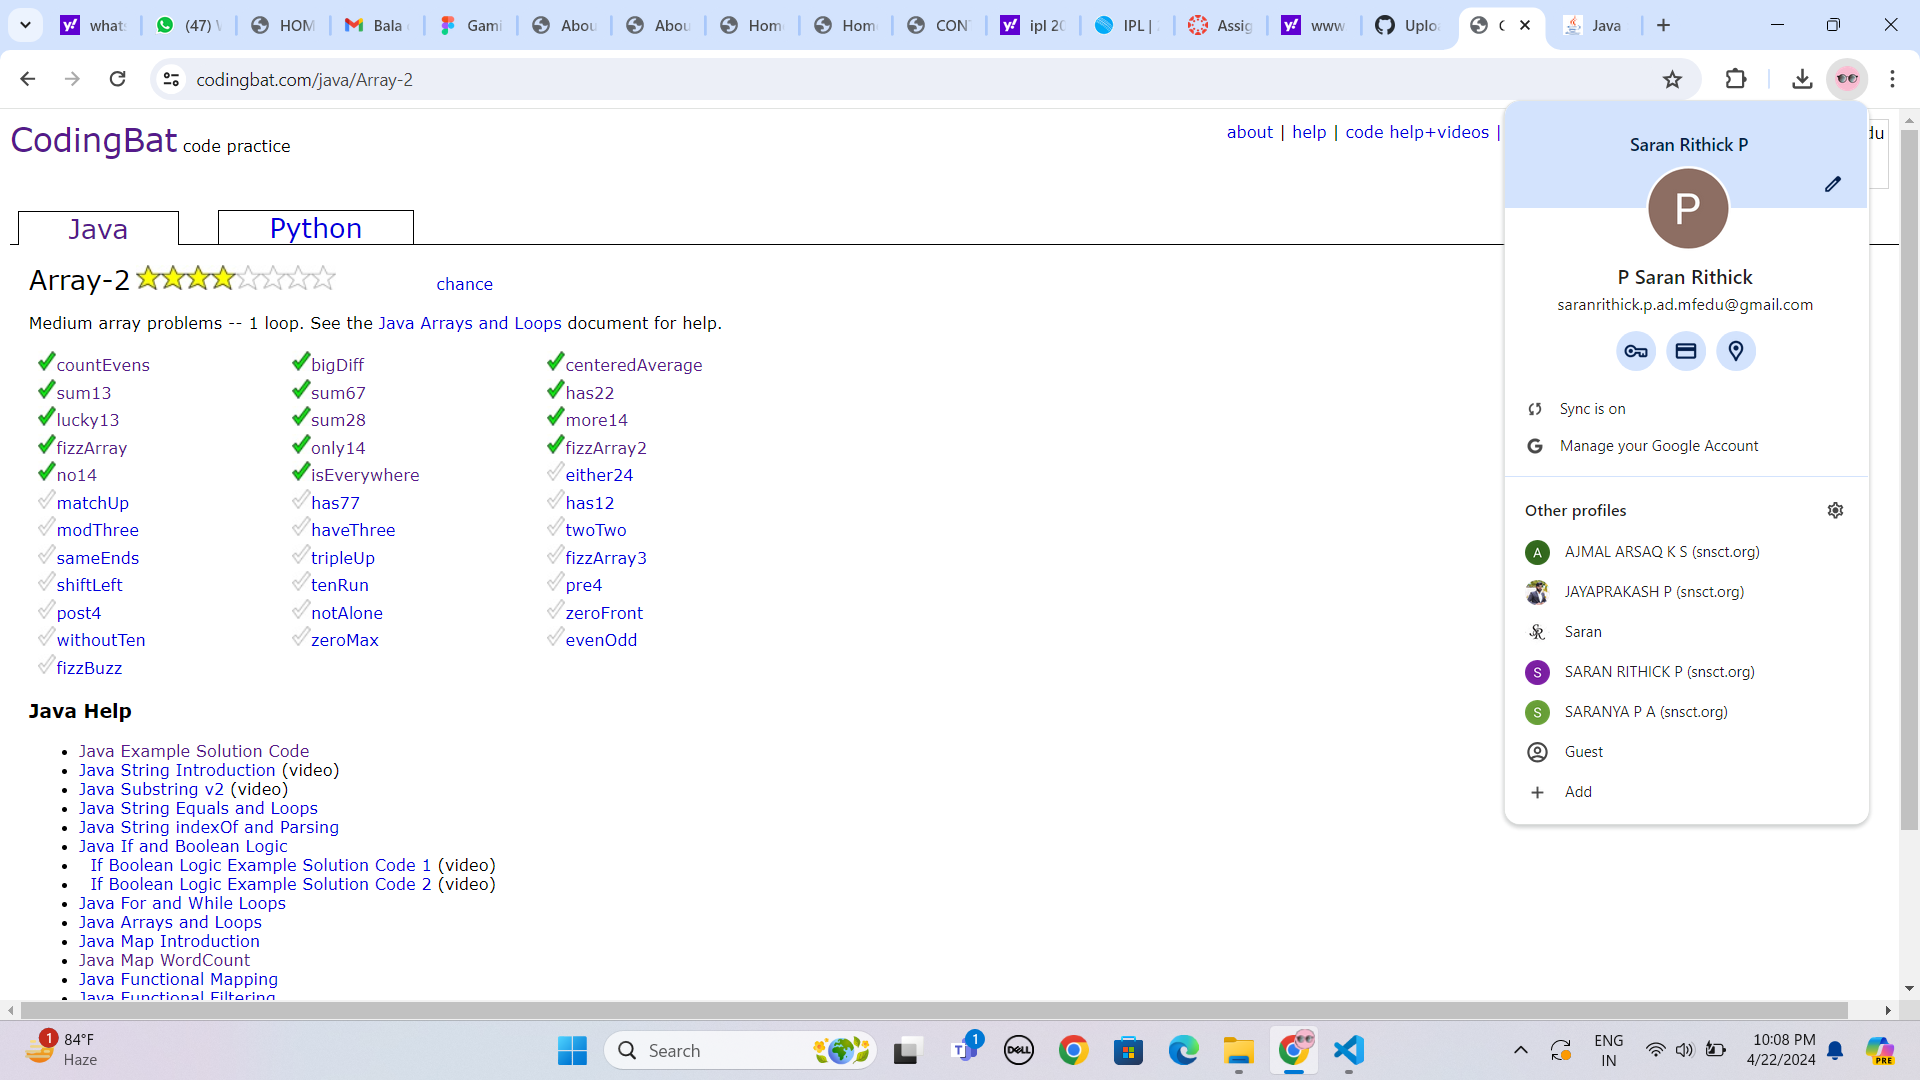 what
(47) W
HOM
Bala
Gami
Abou
Abou
Home
Home
CON
ipl 20
IPL |
Assig
www
Uplo
C
Java
codingbat.com/java/Array-2
CodingBat code practice
about | help | code help+videos |
du
Java
Python
Array-2
chance
Medium array problems -- 1 loop. See the Java Arrays and Loops document for help.
countEvens bigDiff centeredAverage
sum13 sum67 has22
lucky13 sum28 more14
fizzArray only14 fizzArray2
no14 isEverywhere either24
matchUp has77 has12
modThree haveThree twoTwo
sameEnds tripleUp fizzArray3
shiftLeft tenRun pre4
post4 notAlone zeroFront
withoutTen zeroMax evenOdd
fizzBuzz
Java Help
• Java Example Solution Code
• Java String Introduction (video)
• Java Substring v2 (video)
• Java String Equals and Loops
• Java String indexOf and Parsing
• Java If and Boolean Logic
• If Boolean Logic Example Solution Code 1 (video)
• If Boolean Logic Example Solution Code 2 (video)
• Java For and While Loops
• Java Arrays and Loops
• Java Map Introduction
• Java Map WordCount
• Java Functional Mapping
• Java Functional Filtering
Saran Rithick P
P
P Saran Rithick
saranrithick.p.ad.mfedu@gmail.com
Sync is on
G Manage your Google Account
Other profiles
A AJMAL ARSAQ K S (snsct.org)
JAYAPRAKASH P (snsct.org)
SR Saran
S SARAN RITHICK P (snsct.org)
S SARANYA P A (snsct.org)
Guest
+ Add
1
84°F
Haze
Search
1
DELL
ENG
IN
10:08 PM
4/22/2024
PRE